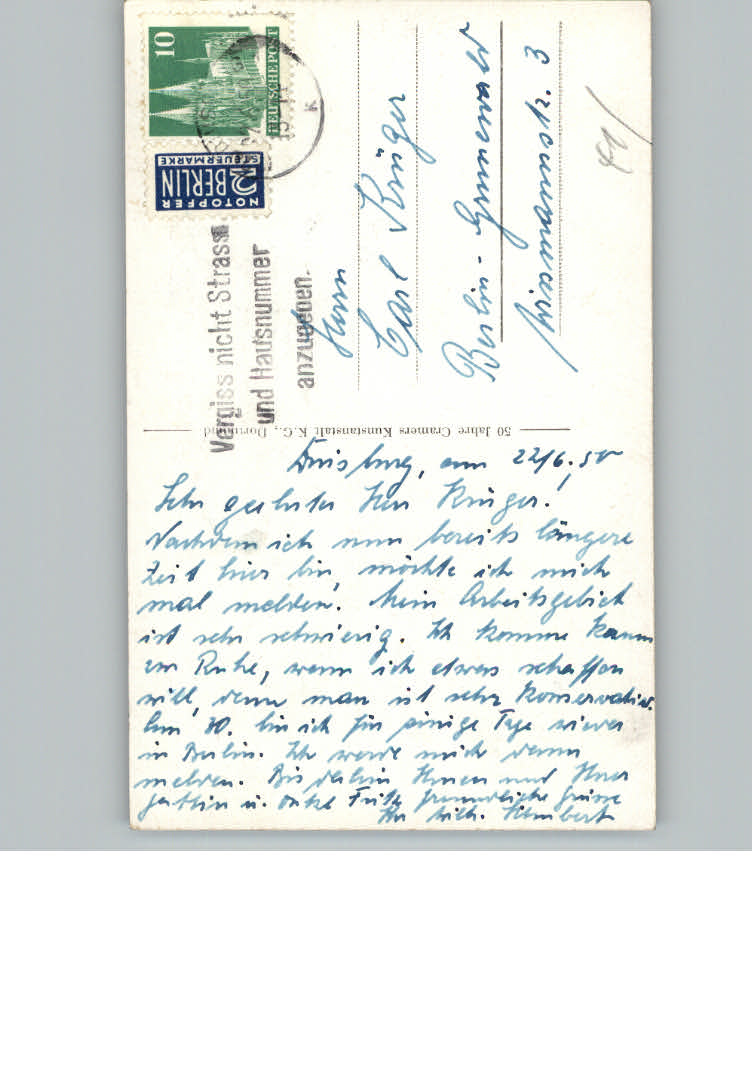 10
DEUTSCHE POST
NOTOPFER
2 BERLIN
STEUERMARKE
Vergiss nicht Strasse
und Hausnummer
anzugeben.
Herrn
Carl Krüger
Berlin-Grunewald
Wissmannstr. 3
50 Jahre Cramers Kunstanstalt K.G., Dortmund
Duisburg, am 22/6.50
Sehr geehrter Herr Krüger!
Nachdem ich nun bereits längere
Zeit hier bin, möchte ich mich
mal melden. Mein Arbeitsgebiet
ist sehr schwierig. Ich komme kaum
zur Ruhe, wenn ich etwas schaffen
will, denn man ist sehr konservativ.
Am 30. bin ich für einige Tage wieder
in Berlin. Ich werde mich dann
melden. Bis dahin Ihnen und Ihrer
Gattin u. Onkel Fritz freundliche Grüsse
Ihr Wilh.